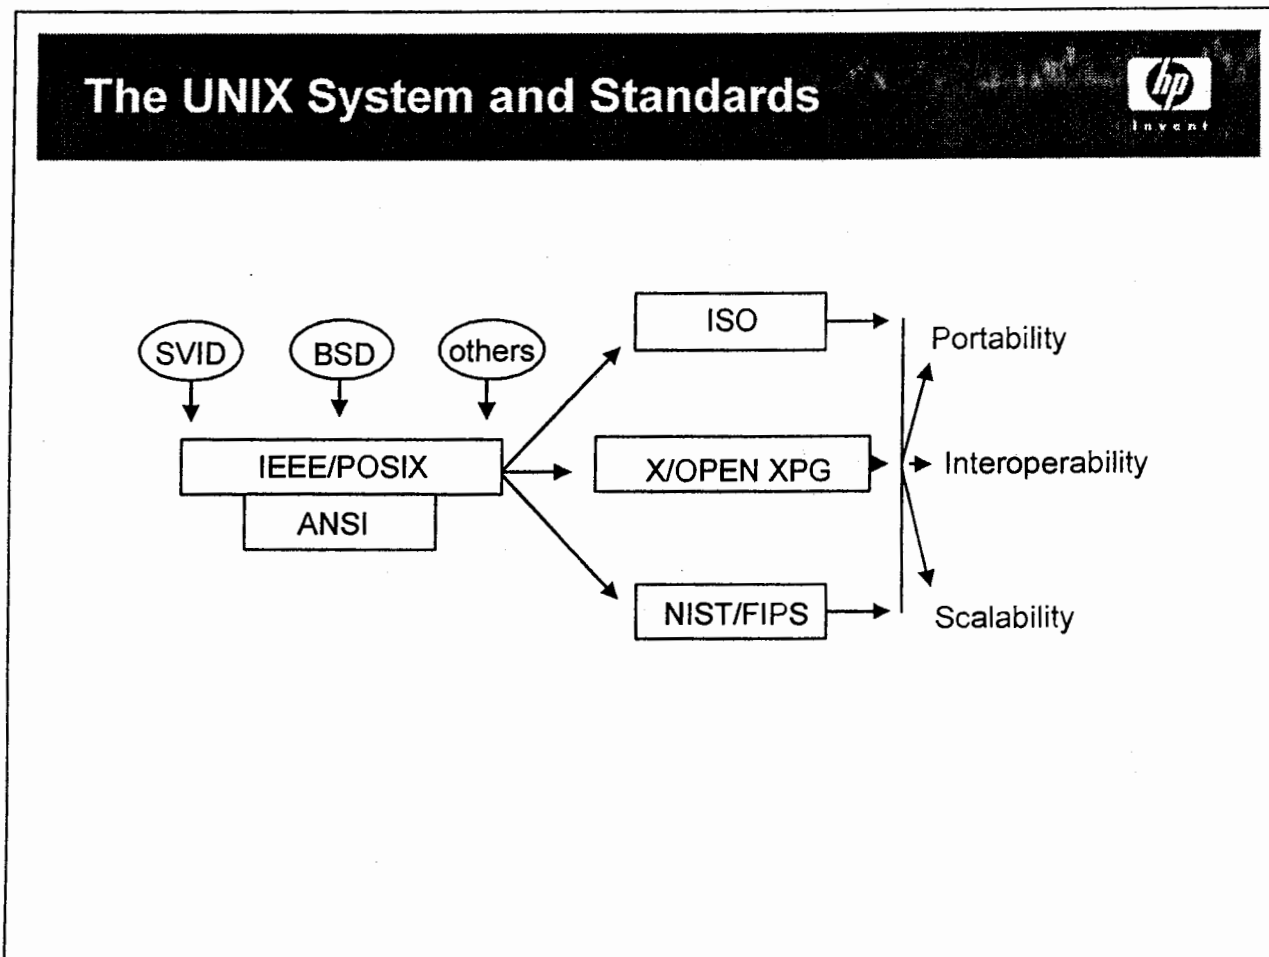 The UNIX System and Standards
hp
invent
SVID
BSD
others
IEEE/POSIX
ANSI
ISO
X/OPEN XPG
NIST/FIPS
Portability
Interoperability
Scalability